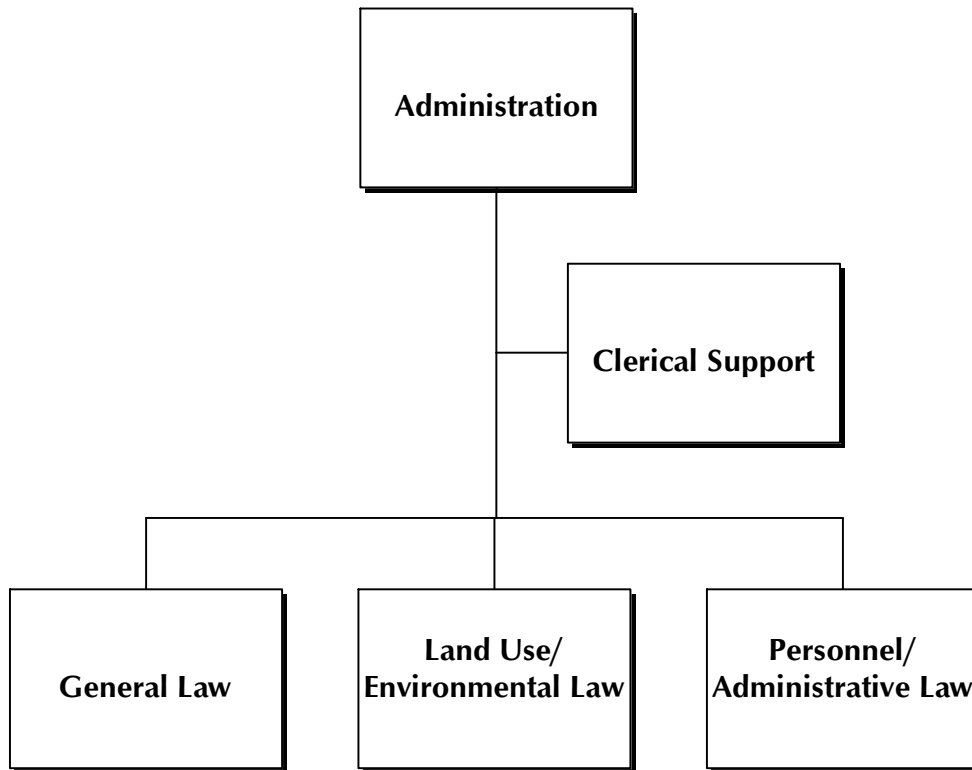 Administration
Clerical Support
General Law
Land Use/
Environmental Law
Personnel/
Administrative Law